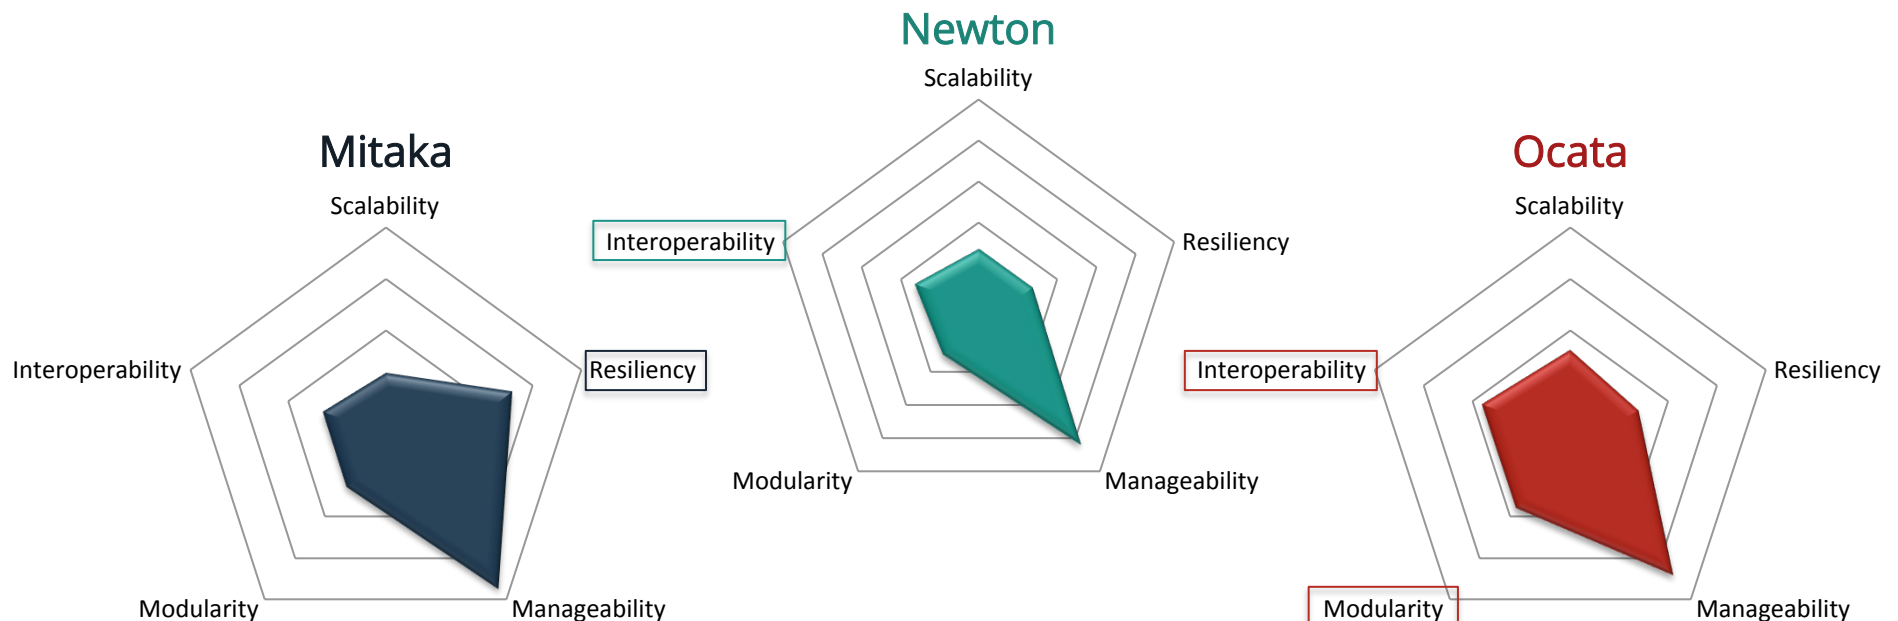 Mitaka
Scalability
Interoperability
Resiliency
Modularity
Manageability
Newton
Scalability
Interoperability
Resiliency
Modularity
Manageability
Ocata
Scalability
Interoperability
Resiliency
Modularity
Manageability